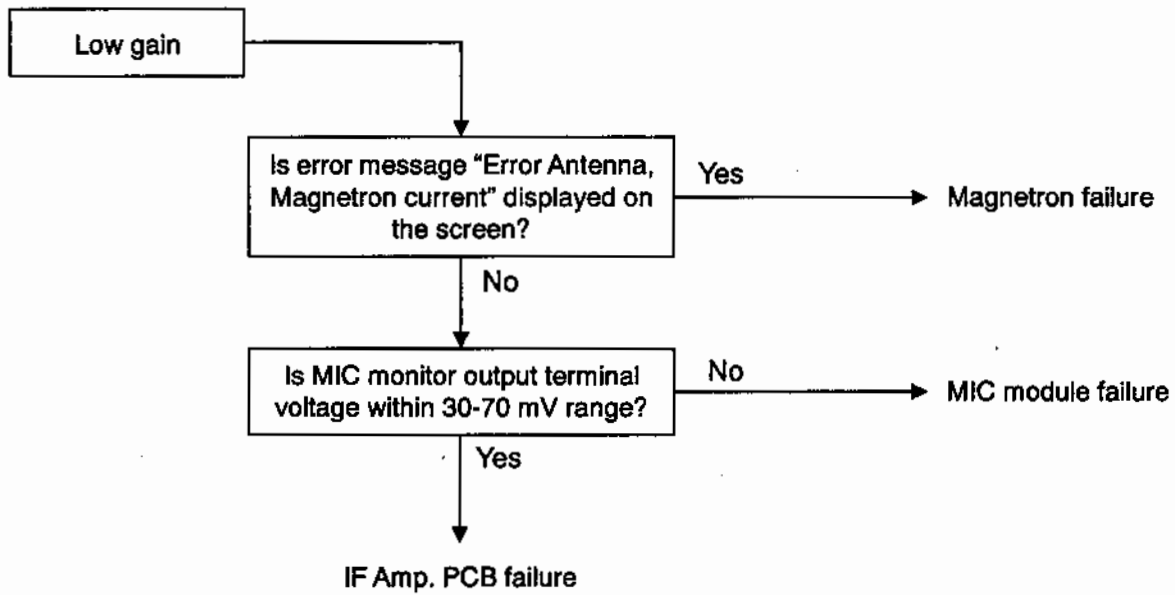 Low gain
Is error message “Error Antenna,
Magnetron current” displayed on
the screen?
Yes
Magnetron failure
No
Is MIC monitor output terminal
voltage within 30-70 mV range?
No
MIC module failure
Yes
IF Amp. PCB failure